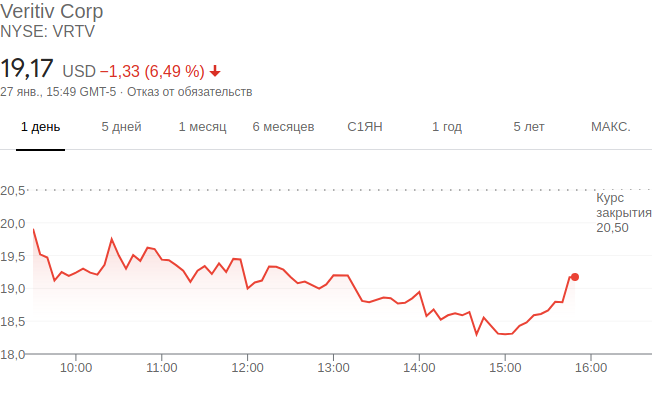 Veritiv Corp
NYSE: VRTV
19,17 USD −1,33 (6,49 %)
27 янв., 15:49 GMT-5 · Отказ от обязательств
1 день 5 дней 1 месяц 6 месяцев С1ЯН 1 год 5 лет МАКС.
20,5
Курс
закрытия
20,50
20,0
19,5
19,0
18,5
18,0
10:00 11:00 12:00 13:00 14:00 15:00 16:00